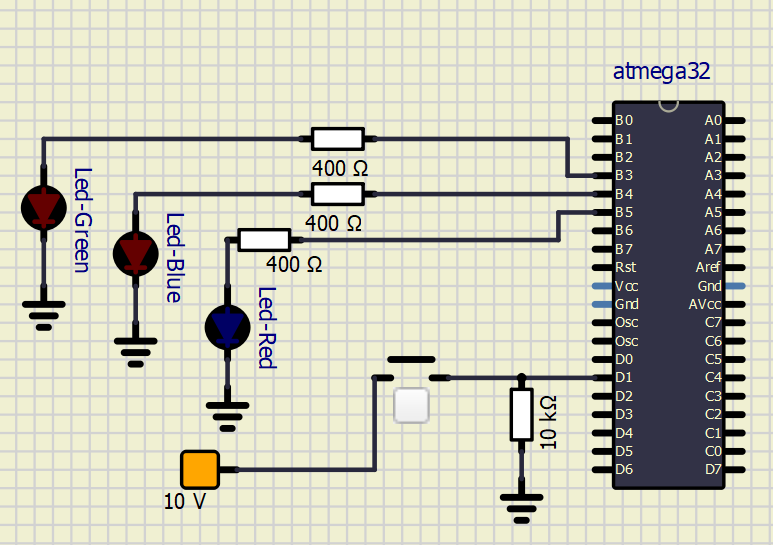 atmega32
B0 A0
B1 A1
B2 A2
B3 A3
B4 A4
B5 A5
B6 A6
B7 A7
Rst Aref
Vcc Gnd
Gnd AVcc
Osc C7
Osc C6
D0 C5
D1 C4
D2 C3
D3 C2
D4 C1
D5 C0
D6 D7
400 Ω
400 Ω
400 Ω
Led-Green
Led-Blue
Led-Red
10 kΩ
10 V